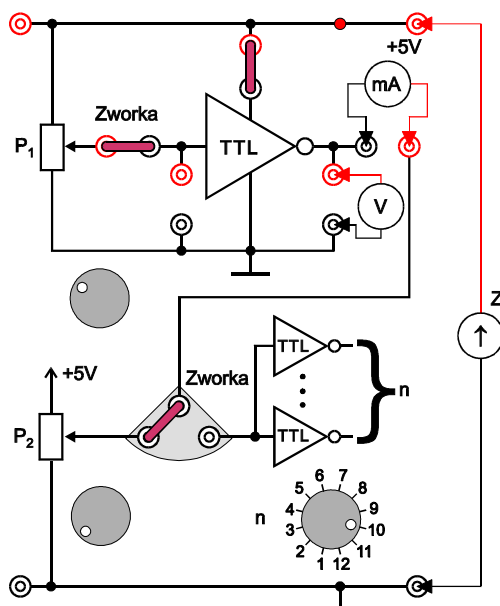 +5V
mA
Zworka
P1
TTL
V
Z
TTL
+5V
Zworka
n
P2
TTL
n
6 7
5 8
4 9
3 10
2 11
1 12